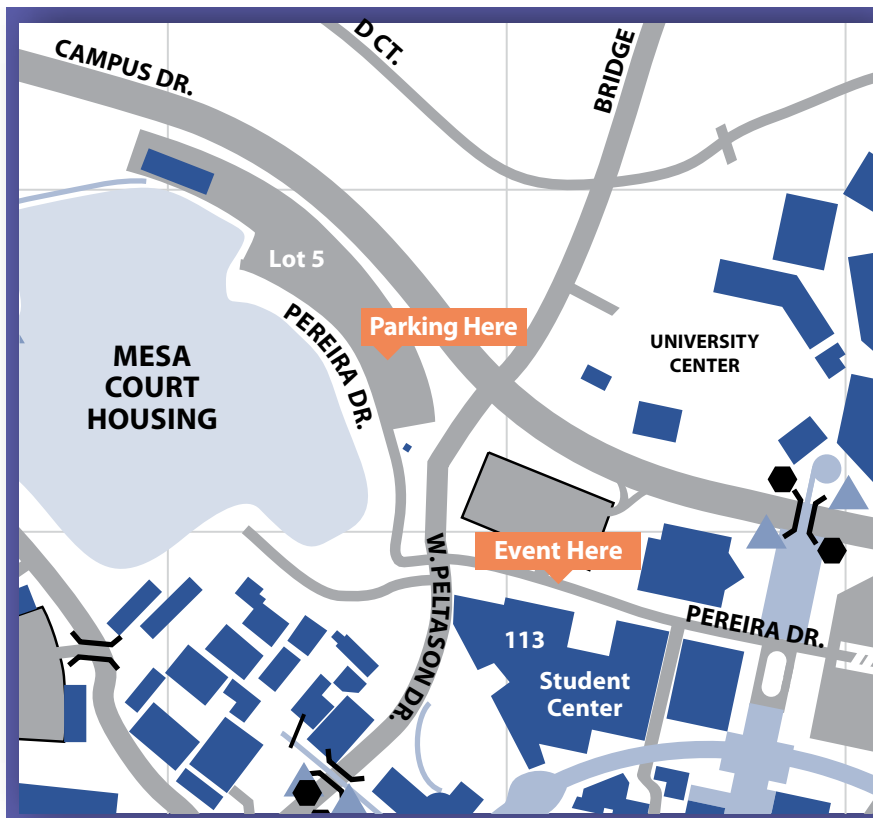 D CT.
BRIDGE
CAMPUS DR.
Lot 5
Parking Here
PEREIRA DR.
UNIVERSITY
CENTER
MESA
COURT
HOUSING
Event Here
W. PELTASON DR.
PEREIRA DR.
113
Student
Center